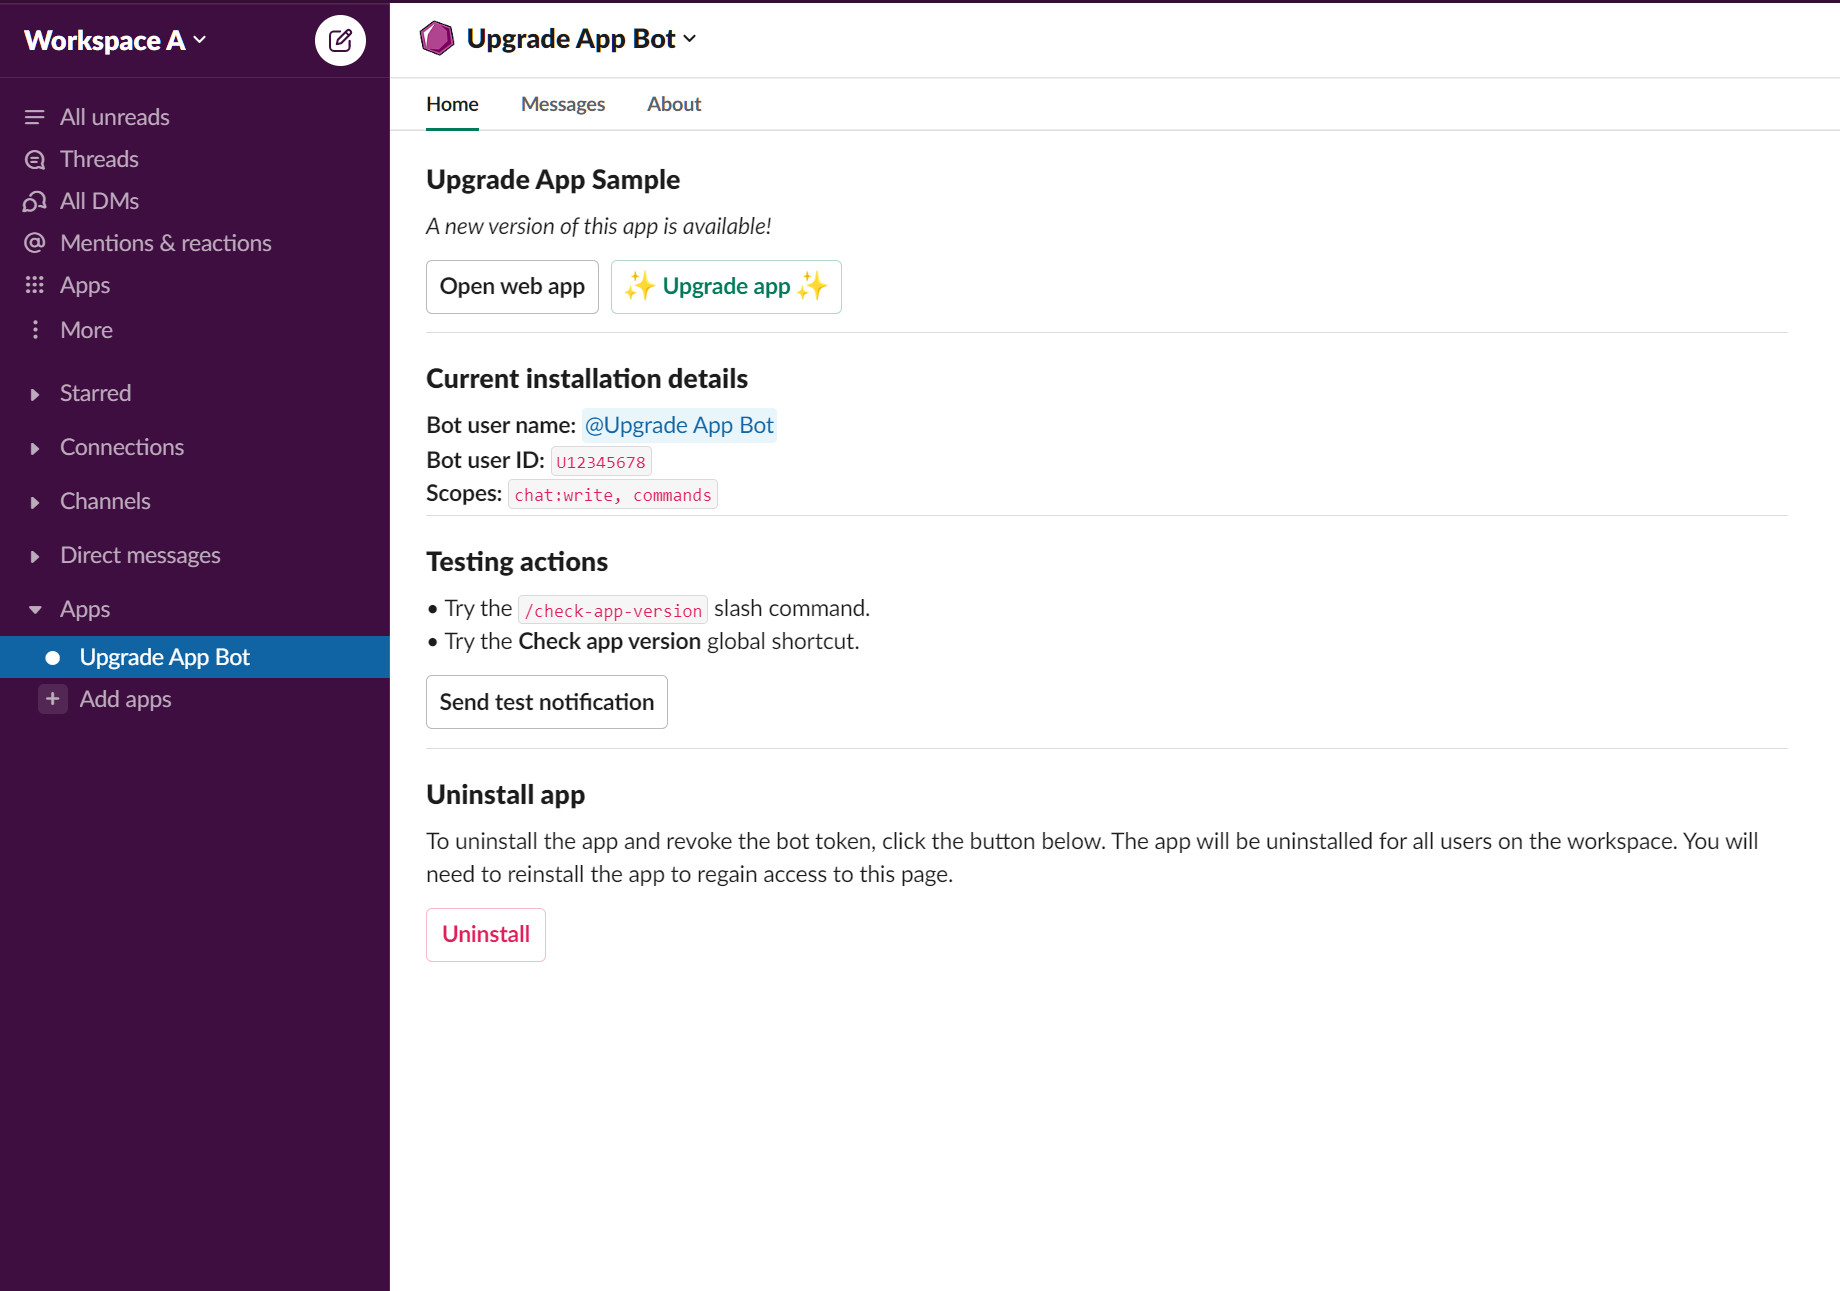 Workspace A
All unreads
Threads
All DMs
Mentions & reactions
Apps
More
Starred
Connections
Channels
Direct messages
Apps
Upgrade App Bot
Add apps
Upgrade App Bot
Home Messages About
Upgrade App Sample
A new version of this app is available!
Open web app ✨ Upgrade app ✨
Current installation details
Bot user name: @Upgrade App Bot
Bot user ID: U12345678
Scopes: chat:write, commands
Testing actions
• Try the /check-app-version slash command.
• Try the Check app version global shortcut.
Send test notification
Uninstall app
To uninstall the app and revoke the bot token, click the button below. The app will be uninstalled for all users on the workspace. You will
need to reinstall the app to regain access to this page.
Uninstall